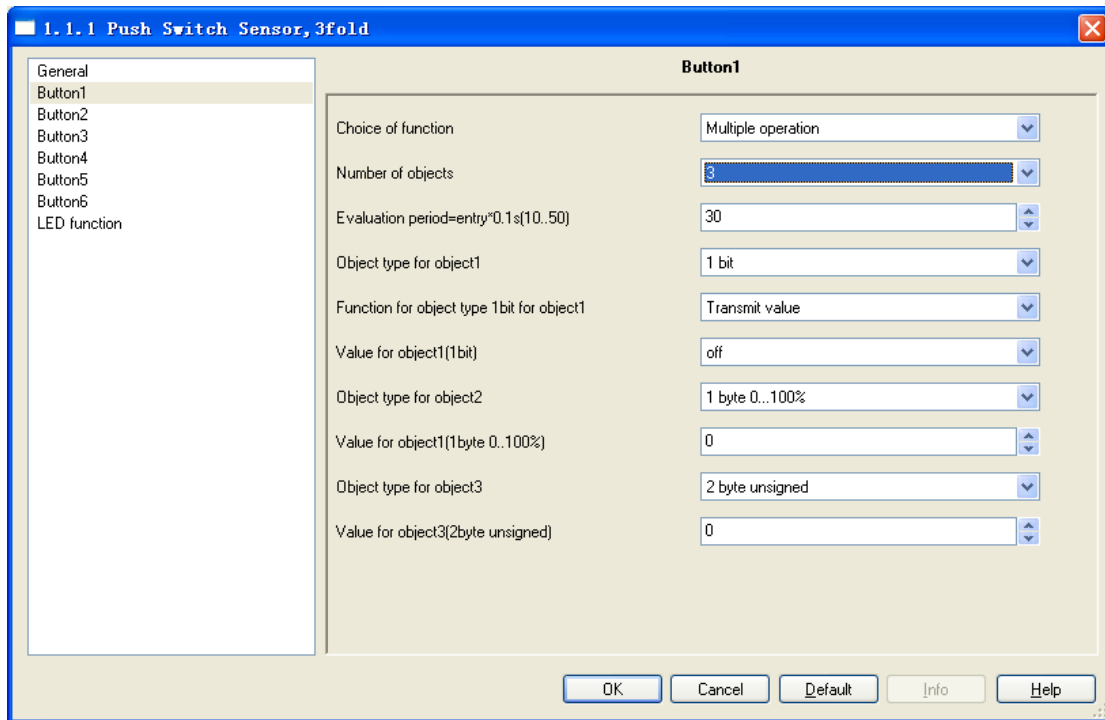 1.1.1 Push Switch Sensor,3fold
General
Button1
Button2
Button3
Button4
Button5
Button6
LED function
Button1
Choice of function Multiple operation
Number of objects 3
Evaluation period=entry*0.1s(10..50) 30
Object type for object1 1 bit
Function for object type 1bit for object1 Transmit value
Value for object1(1bit) off
Object type for object2 1 byte 0...100%
Value for object1(1byte 0..100%) 0
Object type for object3 2 byte unsigned
Value for object3(2byte unsigned) 0
OK Cancel Default Info Help